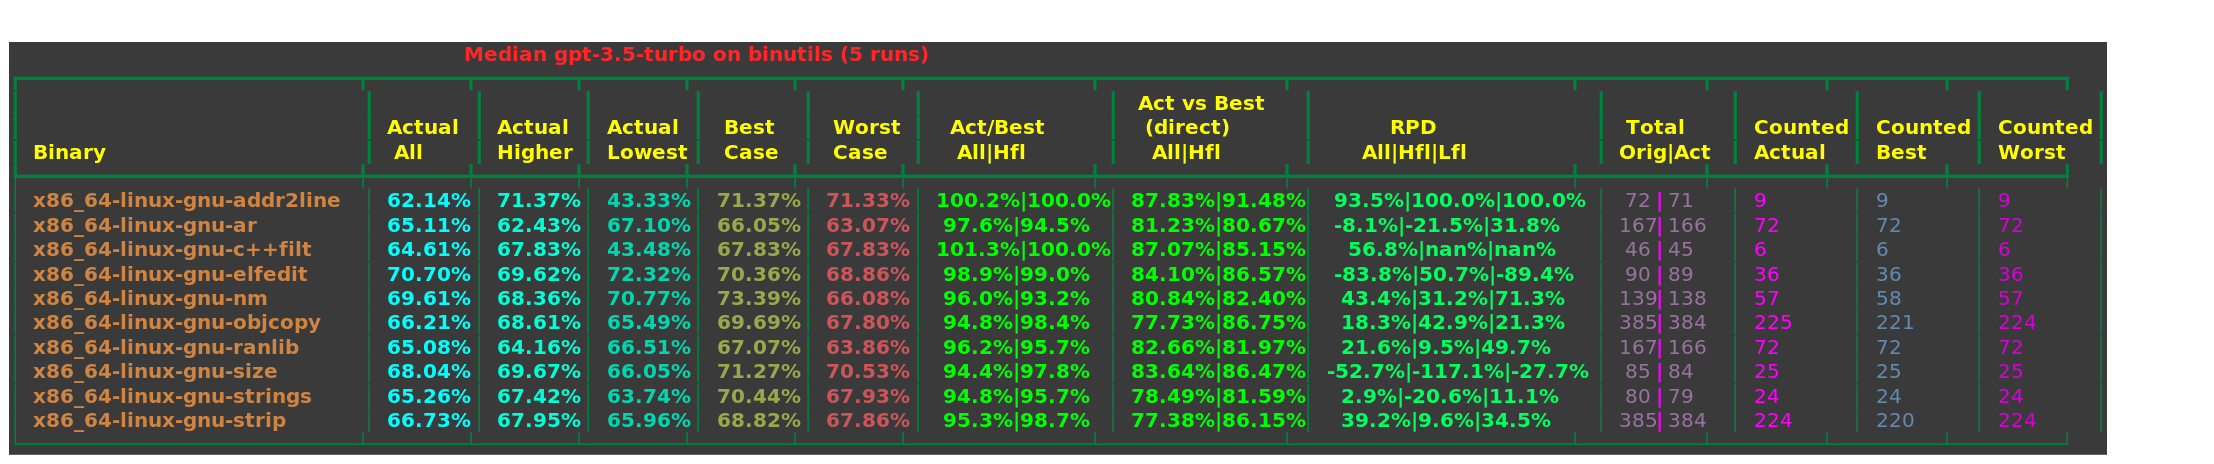 Median gpt-3.5-turbo on binutils (5 runs)
Act vs Best
Actual Actual Actual Best Worst Act/Best (direct) RPD Total Counted Counted Counted
Binary All Higher Lowest Case Case All|Hfl All|Hfl All|Hfl|Lfl Orig|Act Actual Best Worst
x86_64-linux-gnu-addr2line 62.14% 71.37% 43.33% 71.37% 71.33% 100.2%|100.0% 87.83%|91.48% 93.5%|100.0%|100.0% 72 | 71 9 9 9
x86_64-linux-gnu-ar 65.11% 62.43% 67.10% 66.05% 63.07% 97.6%|94.5% 81.23%|80.67% -8.1%|-21.5%|31.8% 167| 166 72 72 72
x86_64-linux-gnu-c++filt 64.61% 67.83% 43.48% 67.83% 67.83% 101.3%|100.0% 87.07%|85.15% 56.8%|nan%|nan% 46 | 45 6 6 6
x86_64-linux-gnu-elfedit 70.70% 69.62% 72.32% 70.36% 68.86% 98.9%|99.0% 84.10%|86.57% -83.8%|50.7%|-89.4% 90 | 89 36 36 36
x86_64-linux-gnu-nm 69.61% 68.36% 70.77% 73.39% 66.08% 96.0%|93.2% 80.84%|82.40% 43.4%|31.2%|71.3% 139| 138 57 58 57
x86_64-linux-gnu-objcopy 66.21% 68.61% 65.49% 69.69% 67.80% 94.8%|98.4% 77.73%|86.75% 18.3%|42.9%|21.3% 385| 384 225 221 224
x86_64-linux-gnu-ranlib 65.08% 64.16% 66.51% 67.07% 63.86% 96.2%|95.7% 82.66%|81.97% 21.6%|9.5%|49.7% 167| 166 72 72 72
x86_64-linux-gnu-size 68.04% 69.67% 66.05% 71.27% 70.53% 94.4%|97.8% 83.64%|86.47% -52.7%|-117.1%|-27.7% 85 | 84 25 25 25
x86_64-linux-gnu-strings 65.26% 67.42% 63.74% 70.44% 67.93% 94.8%|95.7% 78.49%|81.59% 2.9%|-20.6%|11.1% 80 | 79 24 24 24
x86_64-linux-gnu-strip 66.73% 67.95% 65.96% 68.82% 67.86% 95.3%|98.7% 77.38%|86.15% 39.2%|9.6%|34.5% 385| 384 224 220 224